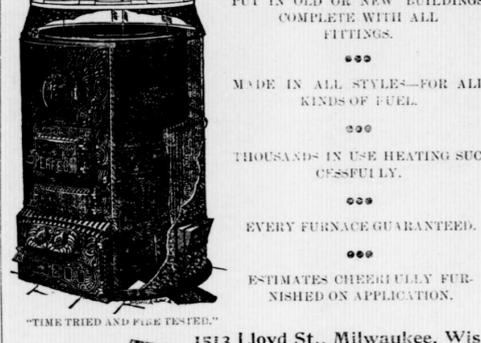 PUT IN OLD OR NEW BUILDINGS
COMPLETE WITH ALL
FITTINGS.
MADE IN ALL STYLES—FOR ALL
KINDS OF FUEL.
THOUSANDS IN USE HEATING SUC
CESSFULLY.
EVERY FURNACE GUARANTEED.
ESTIMATES CHEERFULLY FUR-
NISHED ON APPLICATION.
"TIME TRIED AND FIRE TESTED."
1513 Lloyd St., Milwaukee, Wis